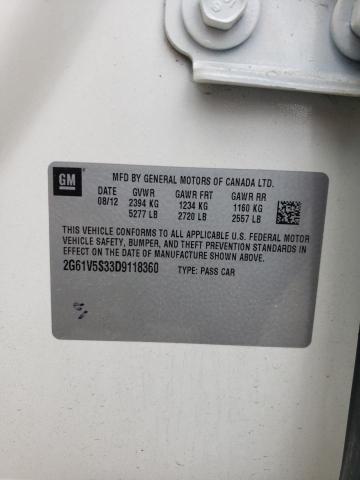 GM
MFD BY GENERAL MOTORS OF CANADA LTD.
DATE GVWR GAWR FRT GAWR RR
08/12 2394 KG 1234 KG 1160 KG
5277 LB 2720 LB 2557 LB
THIS VEHICLE CONFORMS TO ALL APPLICABLE U.S. FEDERAL MOTOR
VEHICLE SAFETY, BUMPER, AND THEFT PREVENTION STANDARDS
IN EFFECT ON THE DATE OF MANUFACTURE SHOWN ABOVE.
2G61V5S33D9118360 TYPE: PASS CAR